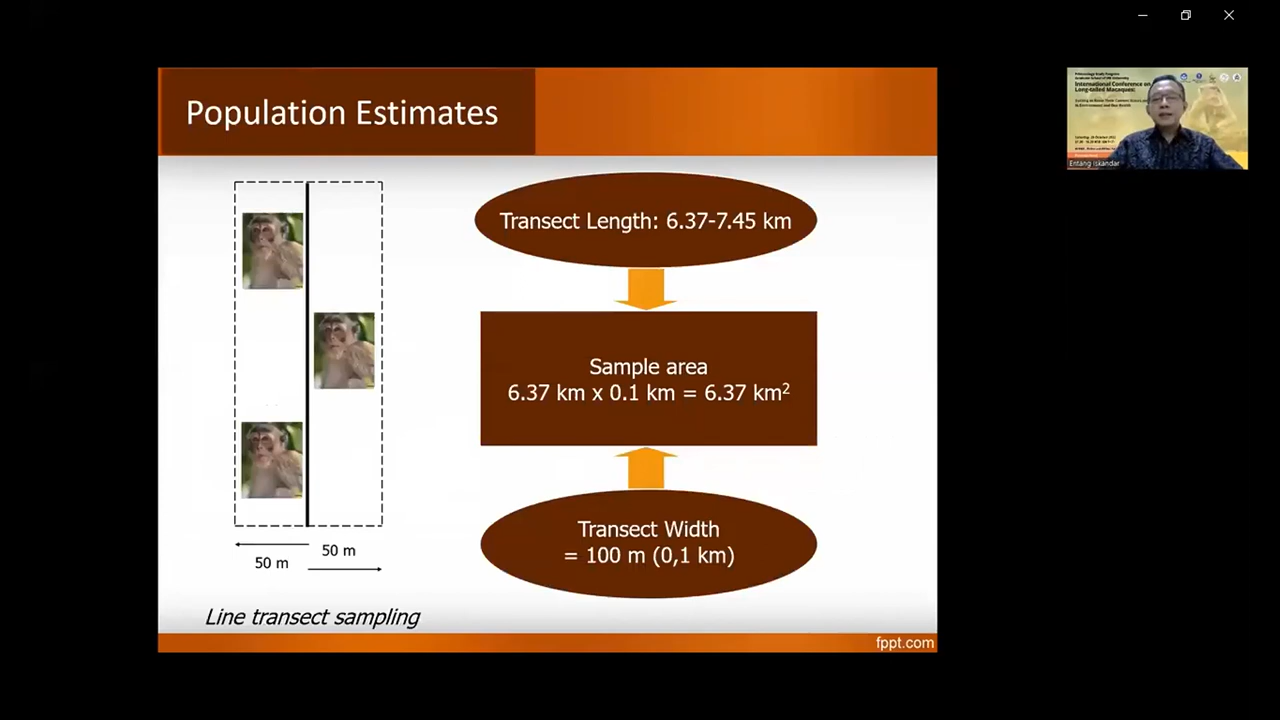 Population Estimates
Transect Length: 6.37-7.45 km
Sample area
6.37 km x 0.1 km = 6.37 km²
Transect Width
= 100 m (0,1 km)
50 m
50 m
Line transect sampling
fppt.com
International Conference on
Long-tailed Macaques:
Entang Iskandar